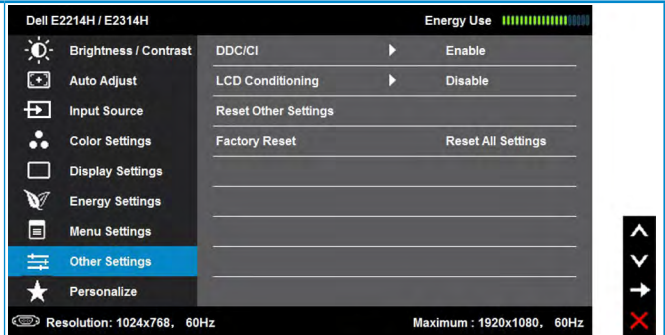 Dell E2214H / E2314H Energy Use
Brightness / Contrast DDC/CI Enable
Auto Adjust LCD Conditioning Disable
Input Source Reset Other Settings
Color Settings Factory Reset Reset All Settings
Display Settings
Energy Settings
Menu Settings
Other Settings
Personalize
Resolution: 1024x768, 60Hz Maximum : 1920x1080, 60Hz